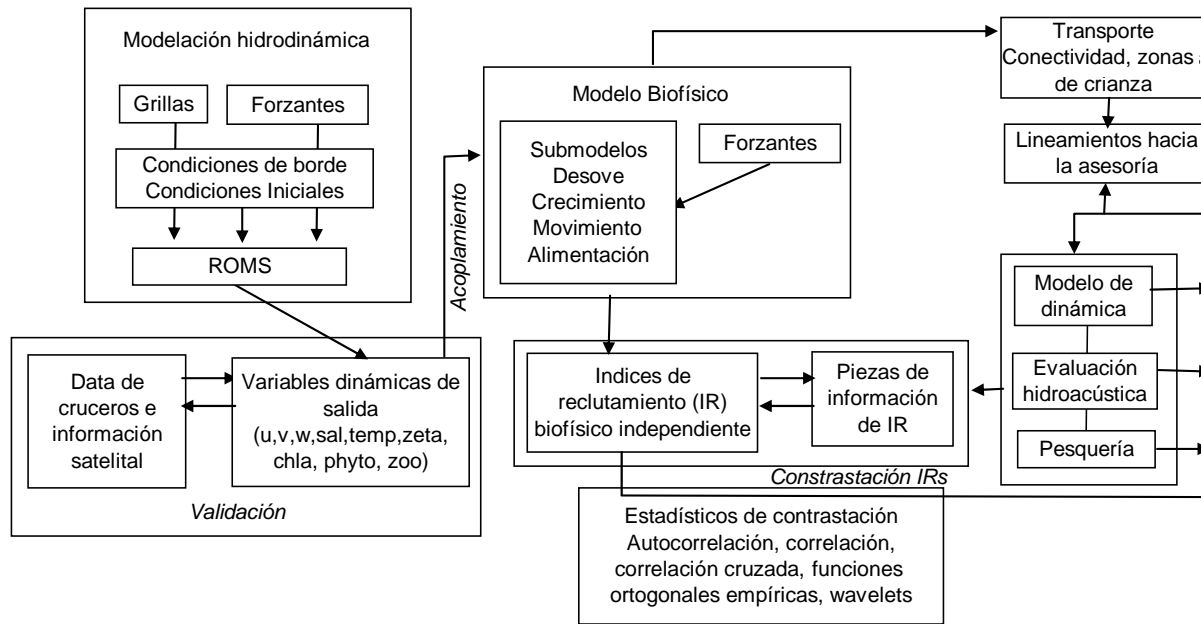 Modelación hidrodinámica
Grillas
Forzantes
Condiciones de borde
Condiciones Iniciales
ROMS
Data de
cruceros e
información
satelital
Variables dinámicas de
salida
(u,v,w,sal,temp,zeta,
chla, phyto, zoo)
Validación
Acoplamiento
Modelo Biofísico
Submodelos
Desove
Crecimiento
Movimiento
Alimentación
Forzantes
Indices de
reclutamiento (IR)
biofísico independiente
Piezas de
información
de IR
Constrastación IRs
Estadísticos de contrastación
Autocorrelación, correlación,
correlación cruzada, funciones
ortogonales empíricas, wavelets
Transporte
Conectividad, zonas
de crianza
Lineamientos hacia
la asesoría
Modelo de
dinámica
Evaluación
hidroacústica
Pesquería